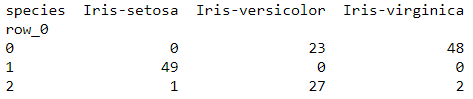 species  Iris-setosa  Iris-versicolor  Iris-virginica
row_0
0                  0               23              48
1                 49                0               0
2                  1               27               2